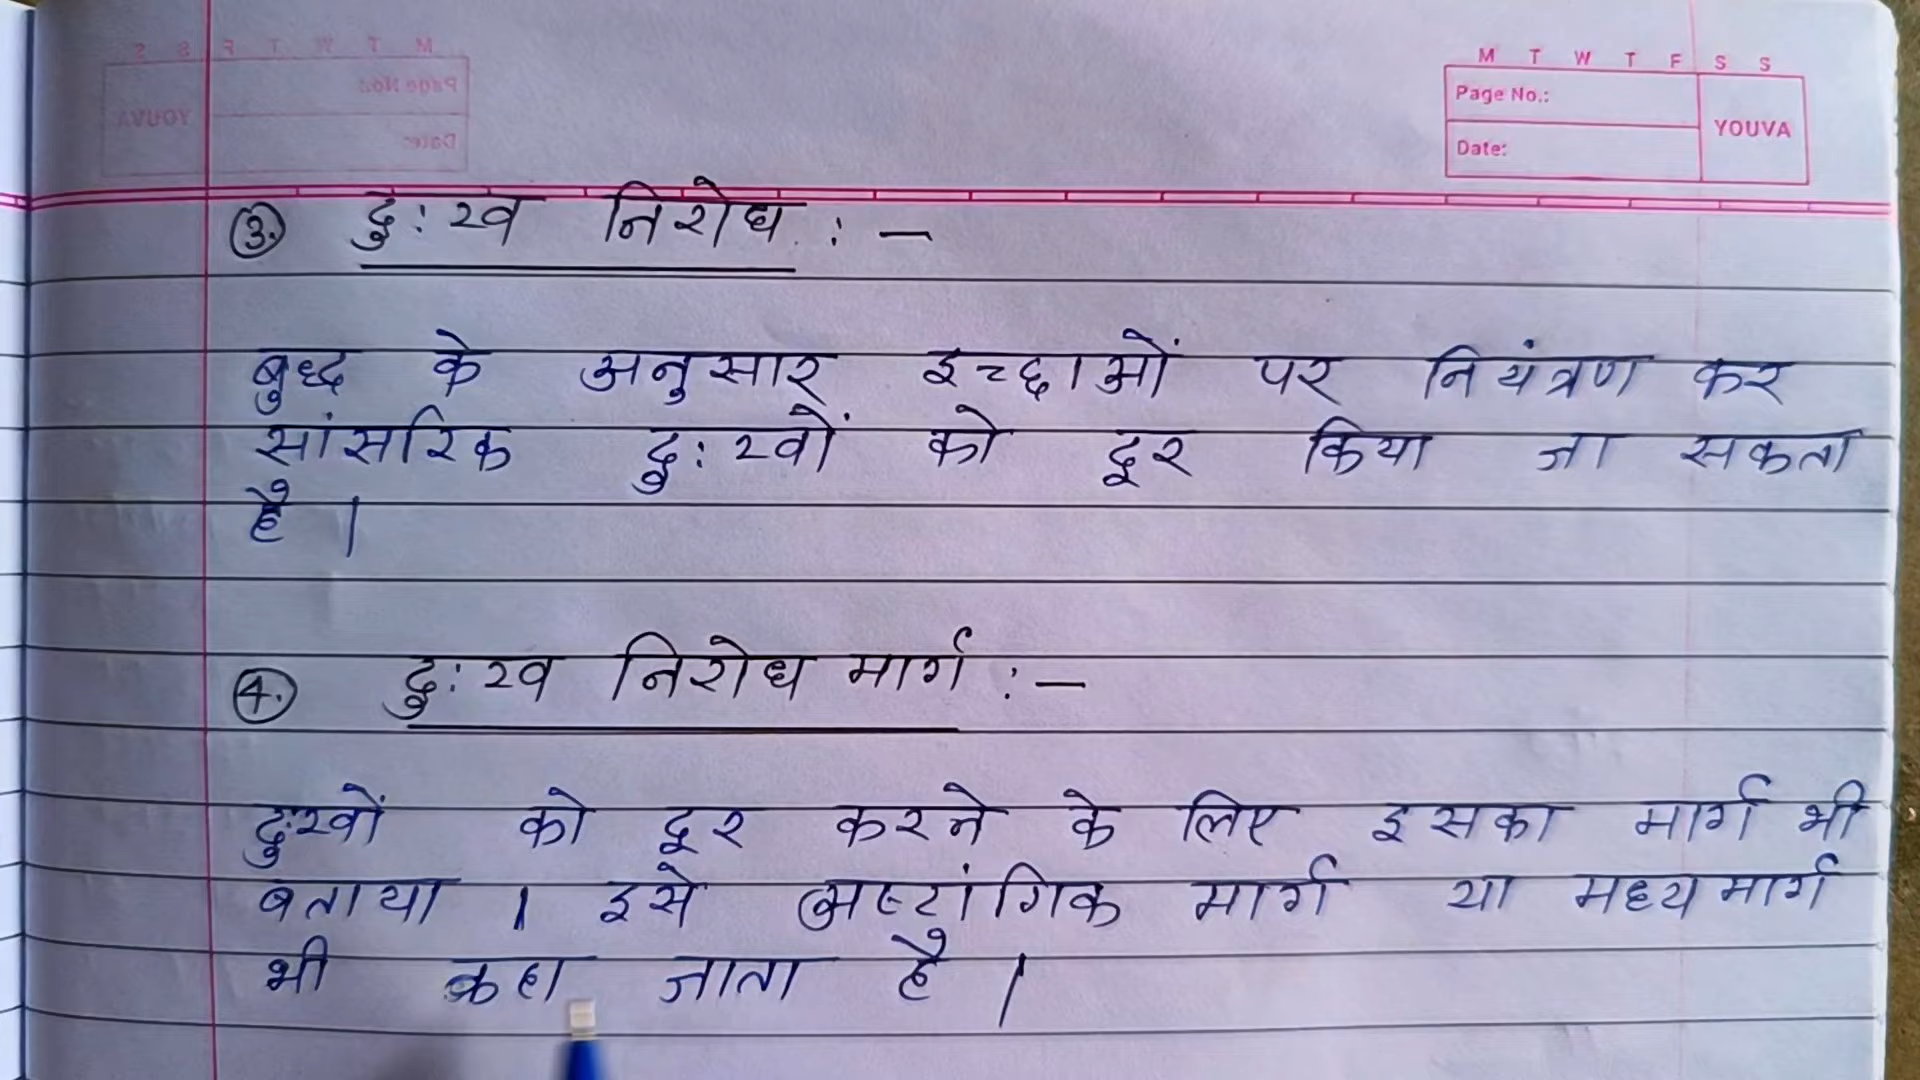 M T W T F S S
Page No.:
YOUVA
Date:
3. दु:ख निरोध : –
बुध्द के अनुसार इच्छाओं पर नियंत्रण कर
सांसरिक दु:खों को दूर किया जा सकता
है ।
4. दु:ख निरोध मार्ग : –
दु:खों को दूर करने के लिए इसका मार्ग भी
बताया । इसे अष्टांगिक मार्ग या मध्य मार्ग
भी कहा जाता है ।